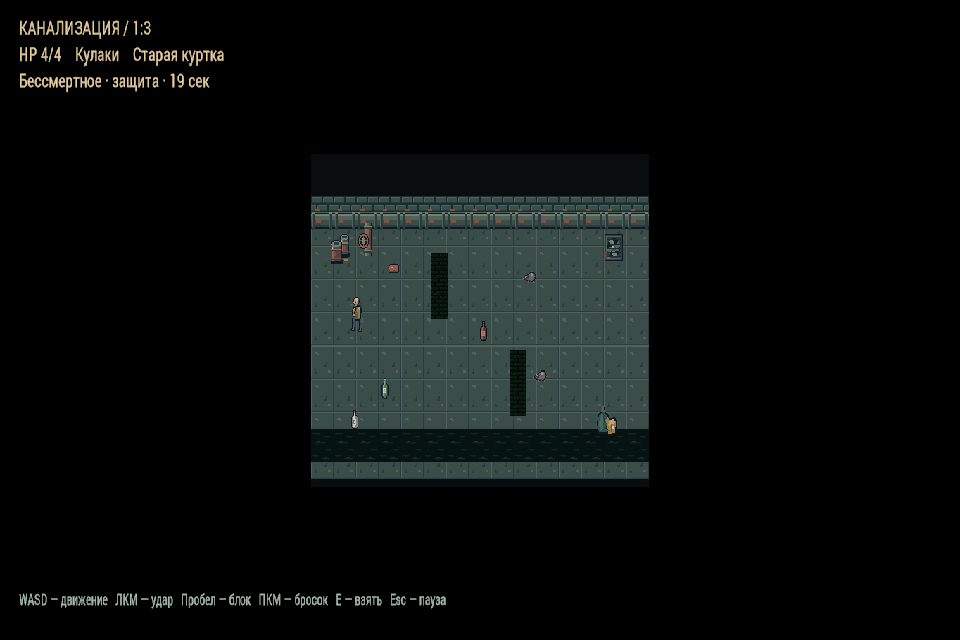 КАНАЛИЗАЦИЯ / 1:3
HP 4/4 Кулаки Старая куртка
Бессмертное · защита · 19 сек
WASD — движение ЛКМ — удар Пробел — блок ПКМ — бросок E — взять Esc — пауза